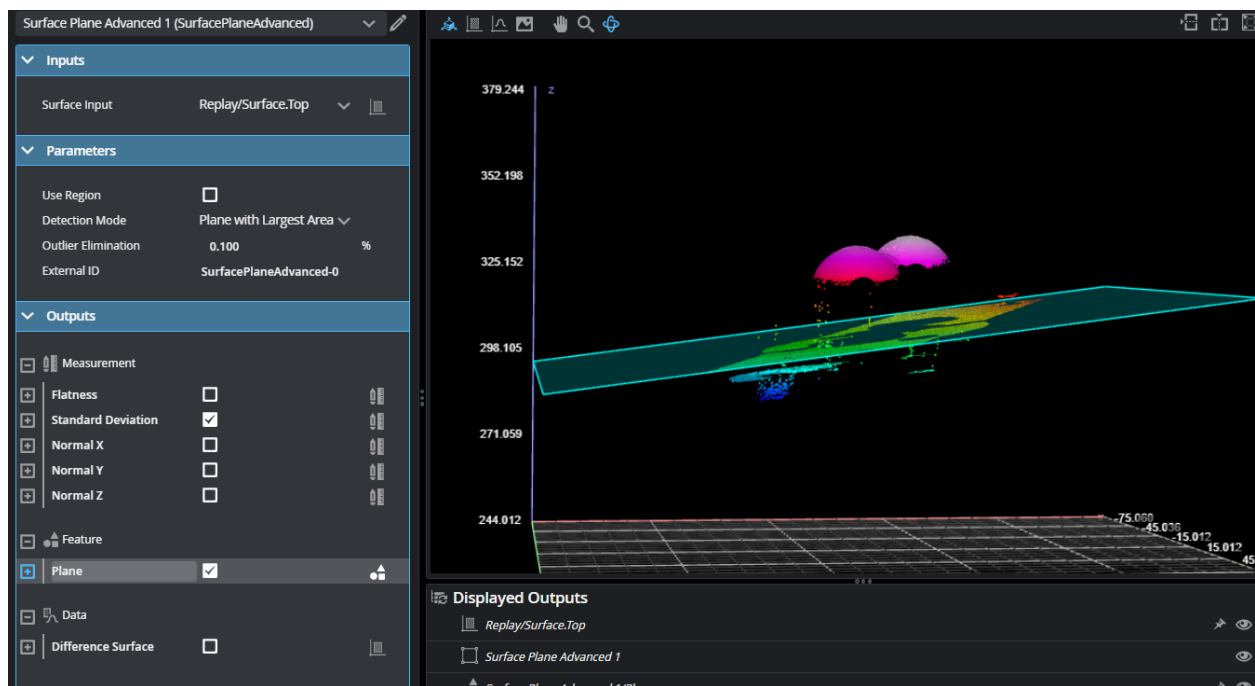 Surface Plane Advanced 1 (SurfacePlaneAdvanced)
Inputs
Surface Input Replay/Surface.Top
Parameters
Use Region
Detection Mode Plane with Largest Area
Outlier Elimination 0.100 %
External ID SurfacePlaneAdvanced-0
Outputs
Measurement
Flatness
Standard Deviation
Normal X
Normal Y
Normal Z
Feature
Plane
Data
Difference Surface
379.244 z
352.198
325.152
298.105
271.059
244.012
-75.060
-45.036
-15.012
15.012
Displayed Outputs
Replay/Surface.Top
Surface Plane Advanced 1